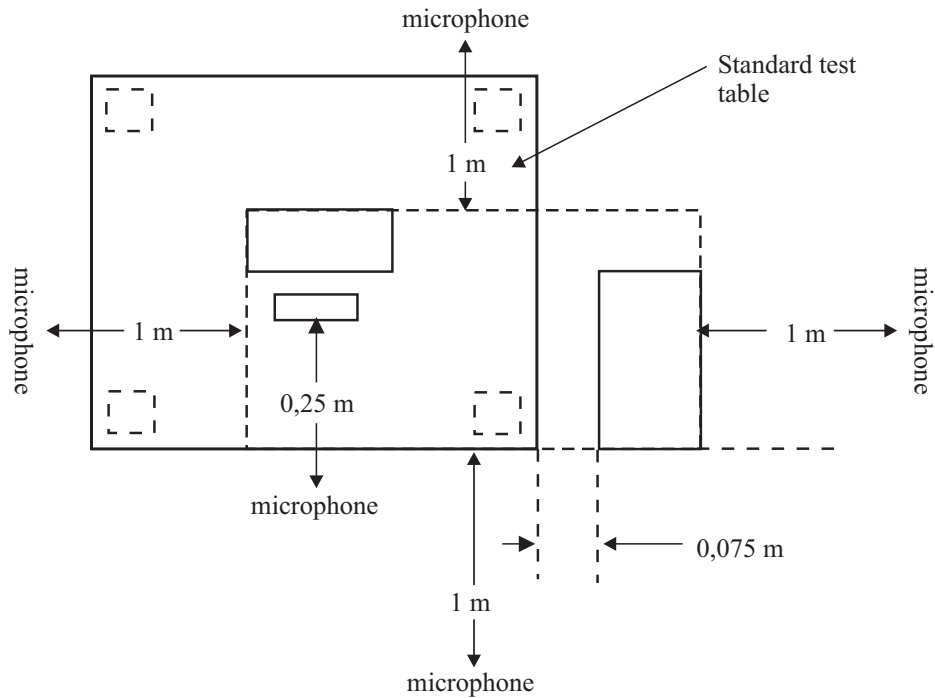 microphone
Standard test
table
1 m
microphone
1 m
1 m
microphone
0,25 m
microphone
0,075 m
1 m
microphone